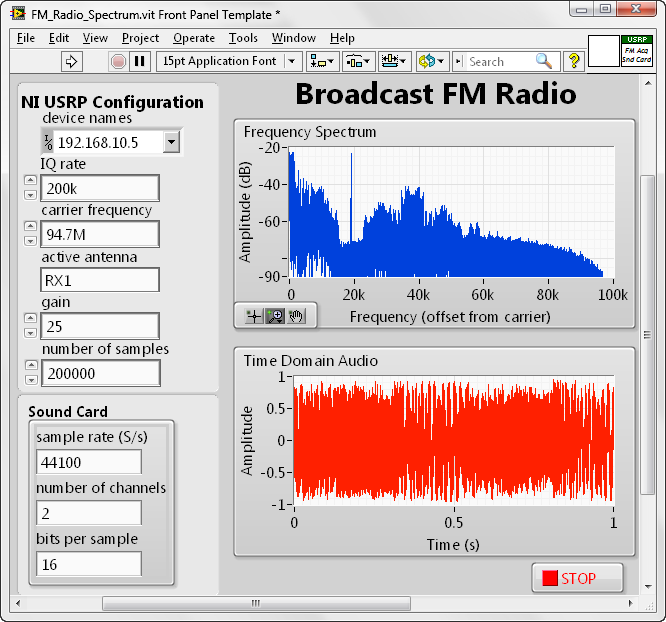 FM_Radio_Spectrum.vit Front Panel Template *
File Edit View Project Operate Tools Window Help
15pt Application Font
Search
?
USRP
FM Acq
Snd Card
Broadcast FM Radio
NI USRP Configuration
device names
I/O 192.168.10.5
IQ rate
200k
carrier frequency
94.7M
active antenna
RX1
gain
25
number of samples
200000
Sound Card
sample rate (S/s)
44100
number of channels
2
bits per sample
16
Frequency Spectrum
Amplitude (dB)
-20
-40
-60
-90
0 20k 40k 60k 80k 100k
Frequency (offset from carrier)
Time Domain Audio
Amplitude
1
0.5
0
-0.5
-1
0 0.5 1
Time (s)
STOP